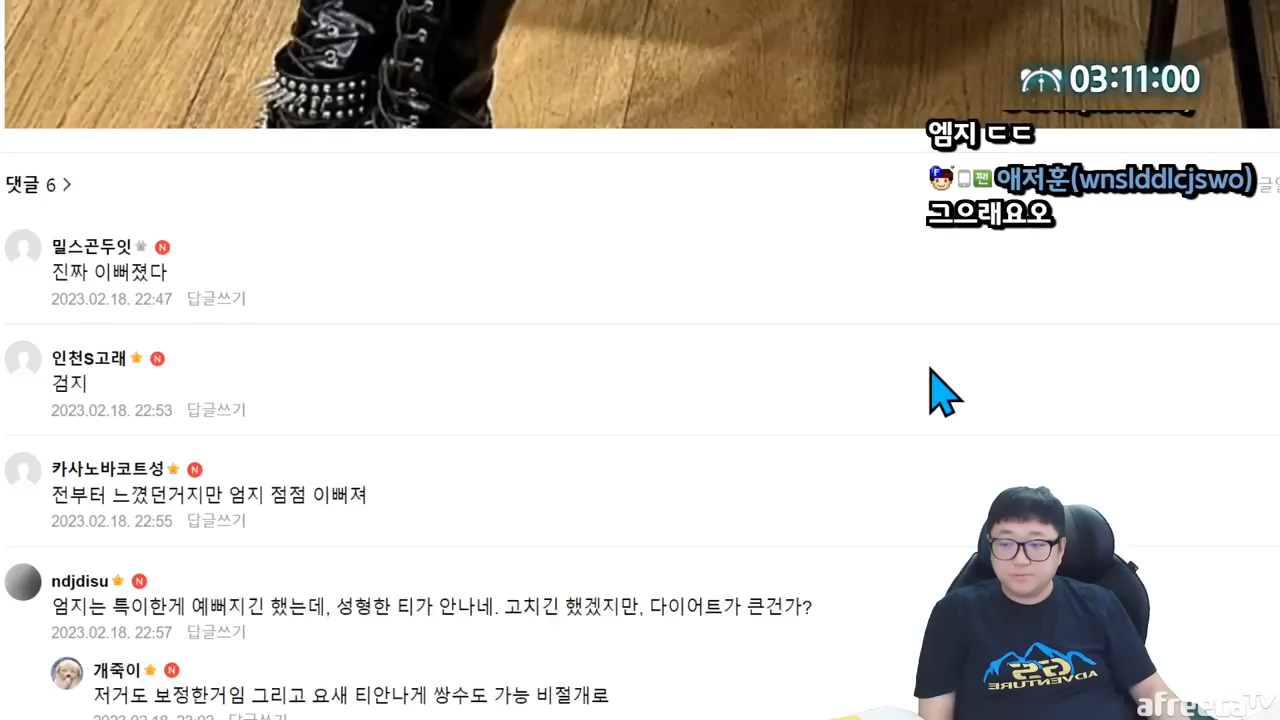 03:11:00
엠지 ㄷㄷ
애저훈(wnslddlcjswo)
그으래요오
댓글 6 >
밀스곤두잇 N
진짜 이뻐졌다
2023.02.18. 22:47 답글쓰기
인천S고래 N
검지
2023.02.18. 22:53 답글쓰기
카사노바코트성 N
전부터 느꼈던거지만 엄지 점점 이뻐져
2023.02.18. 22:55 답글쓰기
ndjdisu N
엄지는 특이한게 예뻐지긴 했는데, 성형한 티가 안나네. 고치긴 했겠지만, 다이어트가 큰건가?
2023.02.18. 22:57 답글쓰기
개죽이 N
저거도 보정한거임 그리고 요새 티안나게 쌍수도 가능 비절개로
GS
ADVENTURE
afreecaTV